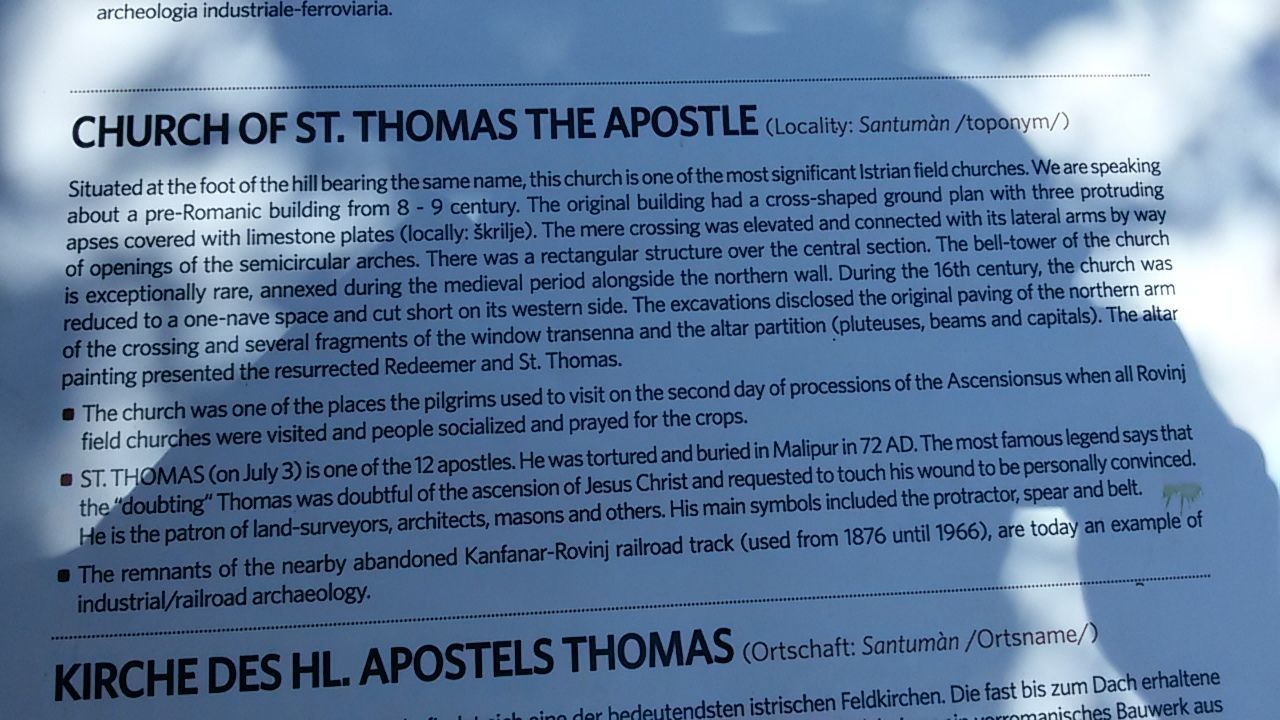 archeologia industriale-ferroviaria.
CHURCH OF ST. THOMAS THE APOSTLE (Locality: Santumàn /toponym/)
Situated at the foot of the hill bearing the same name, this church is one of the most significant Istrian field churches. We are speaking
about a pre-Romanic building from 8 - 9 century. The original building had a cross-shaped ground plan with three protruding
apses covered with limestone plates (locally: škrilje). The mere crossing was elevated and connected with its lateral arms by way
of openings of the semicircular arches. There was a rectangular structure over the central section. The bell-tower of the church
is exceptionally rare, annexed during the medieval period alongside the northern wall. During the 16th century, the church was
reduced to a one-nave space and cut short on its western side. The excavations disclosed the original paving of the northern arm
of the crossing and several fragments of the window transenna and the altar partition (pluteuses, beams and capitals). The altar
painting presented the resurrected Redeemer and St. Thomas.
▪ The church was one of the places the pilgrims used to visit on the second day of processions of the Ascensionsus when all Rovinj
field churches were visited and people socialized and prayed for the crops.
▪ ST. THOMAS (on July 3) is one of the 12 apostles. He was tortured and buried in Malipur in 72 AD. The most famous legend says that
the "doubting" Thomas was doubtful of the ascension of Jesus Christ and requested to touch his wound to be personally convinced.
He is the patron of land-surveyors, architects, masons and others. His main symbols included the protractor, spear and belt.
▪ The remnants of the nearby abandoned Kanfanar-Rovinj railroad track (used from 1876 until 1966), are today an example of
industrial/railroad archaeology.
KIRCHE DES HL. APOSTELS THOMAS (Ortschaft: Santumàn /Ortsname/)
eine der bedeutendsten istrischen Feldkirchen. Die fast bis zum Dach erhaltene
vorromanisches Bauwerk aus